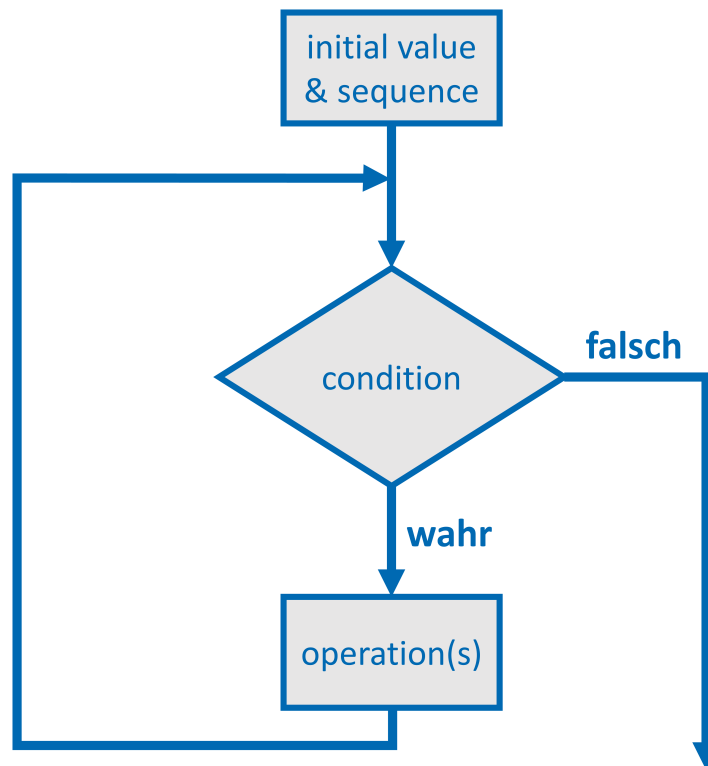 initial value
& sequence
condition
falsch
wahr
operation(s)